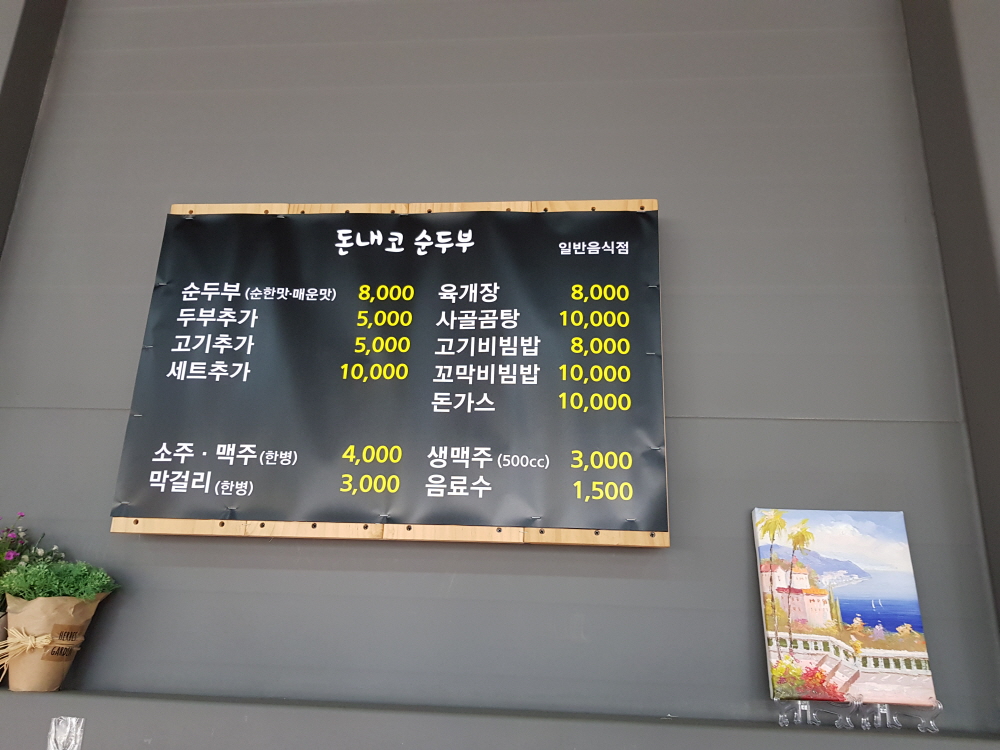 돈내코 순두부
일반음식점
순두부 (순한맛·매운맛) 8,000
두부추가 5,000
고기추가 5,000
세트추가 10,000
육개장 8,000
사골곰탕 10,000
고기비빔밥 8,000
꼬막비빔밥 10,000
돈가스 10,000
소주 · 맥주 (한병) 4,000
막걸리 (한병) 3,000
생맥주 (500cc) 3,000
음료수 1,500
GARDEN